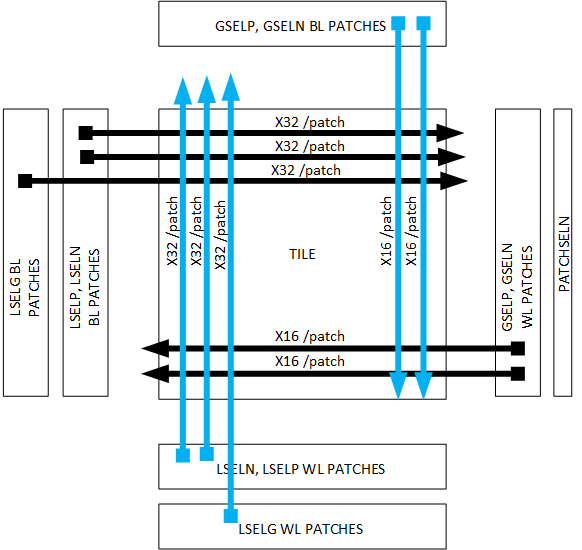 GSELP, GSELN BL PATCHES
X32 /patch
X32 /patch
X32 /patch
LSELG BL
PATCHES
LSELP, LSELN
BL PATCHES
X32 /patch
X32 /patch
X32 /patch
TILE
X16 /patch
X16 /patch
GSELP, GSELN
WL PATCHES
PATCHSELN
X16 /patch
X16 /patch
LSELN, LSELP WL PATCHES
LSELG WL PATCHES